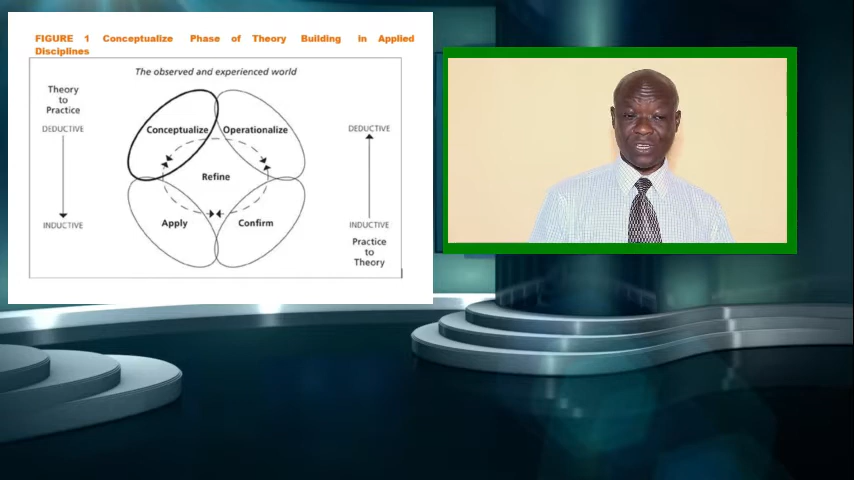 FIGURE 1 Conceptualize Phase of Theory Building in Applied
Disciplines
The observed and experienced world
Theory
to
Practice
DEDUCTIVE
INDUCTIVE
Conceptualize
Operationalize
Refine
Apply
Confirm
DEDUCTIVE
INDUCTIVE
Practice
to
Theory